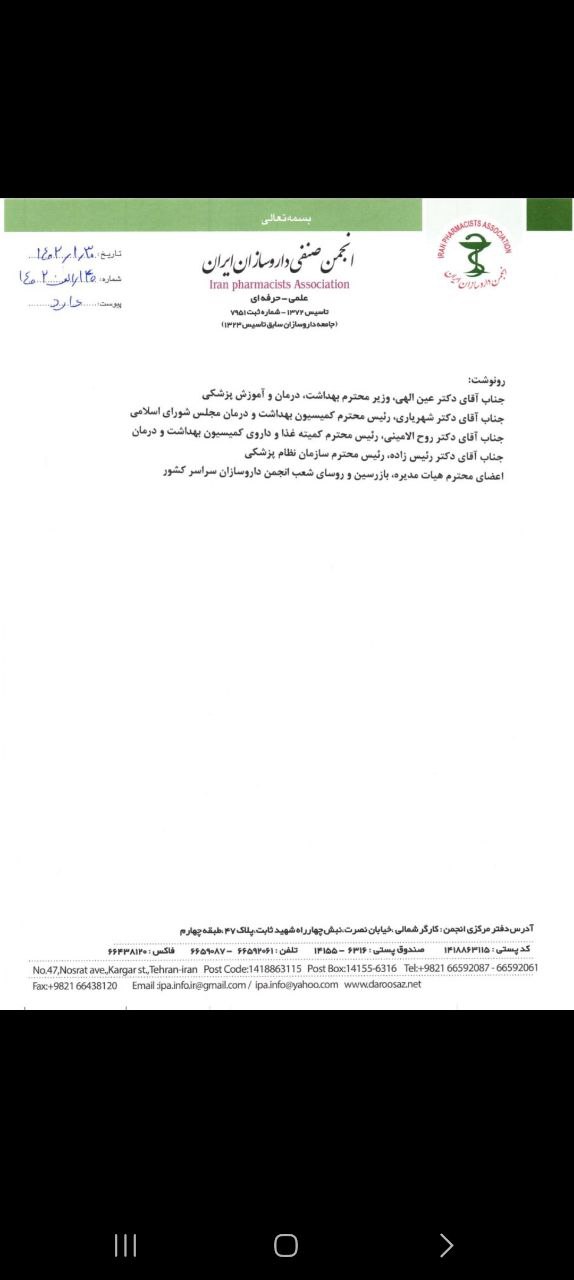 بسمه‌تعالی
IRAN PHARMACISTS ASSOCIATION
انجمن داروسازان ایران
انجمن صنفی داروسازان ایران
Iran pharmacists Association
علمی - حرفه ای
تاسیس ۱۳۷۲ - شماره ثبت ۷۹۵۱
(جامعه داروسازان سابق تاسیس ۱۳۲۳)
تاریخ: ۱۴۰۲/۱/۳۰
شماره: ۱۴۰۲
پیوست: دارد
رونوشت:
جناب آقای دکتر عین الهی، وزیر محترم بهداشت، درمان و آموزش پزشکی
جناب آقای دکتر شهریاری، رئیس محترم کمیسیون بهداشت و درمان مجلس شورای اسلامی
جناب آقای دکتر روح الامینی، رئیس محترم کمیته غذا و داروی کمیسیون بهداشت و درمان
جناب آقای دکتر رئیس زاده، رئیس محترم سازمان نظام پزشکی
اعضای محترم هیات مدیره، بازرسین و روسای شعب انجمن داروسازان سراسر کشور
آدرس دفتر مرکزی انجمن: کارگر شمالی، خیابان نصرت، نبش چهارراه شهید ثابت، پلاک ۴۷، طبقه چهارم
کد پستی: ۱۴۱۸۸۶۳۱۱۵ صندوق پستی: ۶۳۱۶ - ۱۴۱۵۵ تلفن: ۶۶۵۹۲۰۶۱ - ۶۶۵۹۰۸۷ فاکس: ۶۶۴۳۸۱۲۰
No.47,Nosrat ave.,Kargar st.,Tehran-iran Post Code:1418863115 Post Box:14155-6316 Tel:+9821 66592087 - 66592061
Fax:+9821 66438120 Email :ipa.info.ir@gmail.com / ipa.info@yahoo.com www.daroosaz.net